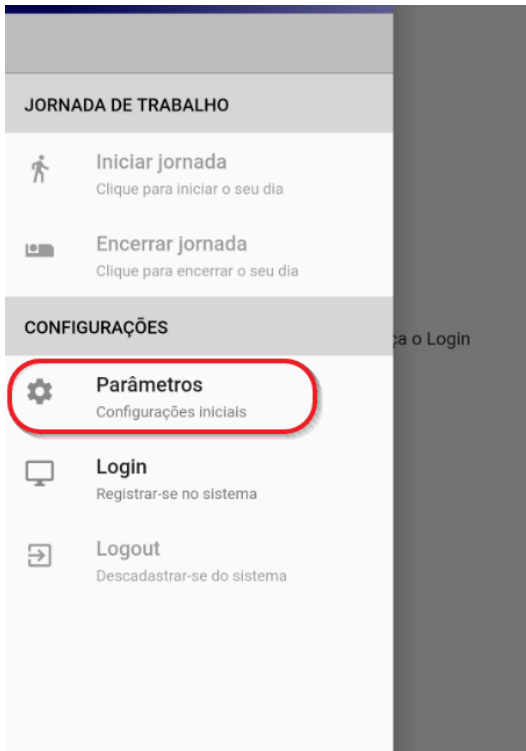 JORNADA DE TRABALHO
Iniciar jornada
Clique para iniciar o seu dia
Encerrar jornada
Clique para encerrar o seu dia
CONFIGURAÇÕES
ça o Login
Parâmetros
Configurações iniciais
Login
Registrar-se no sistema
Logout
Descadastrar-se do sistema